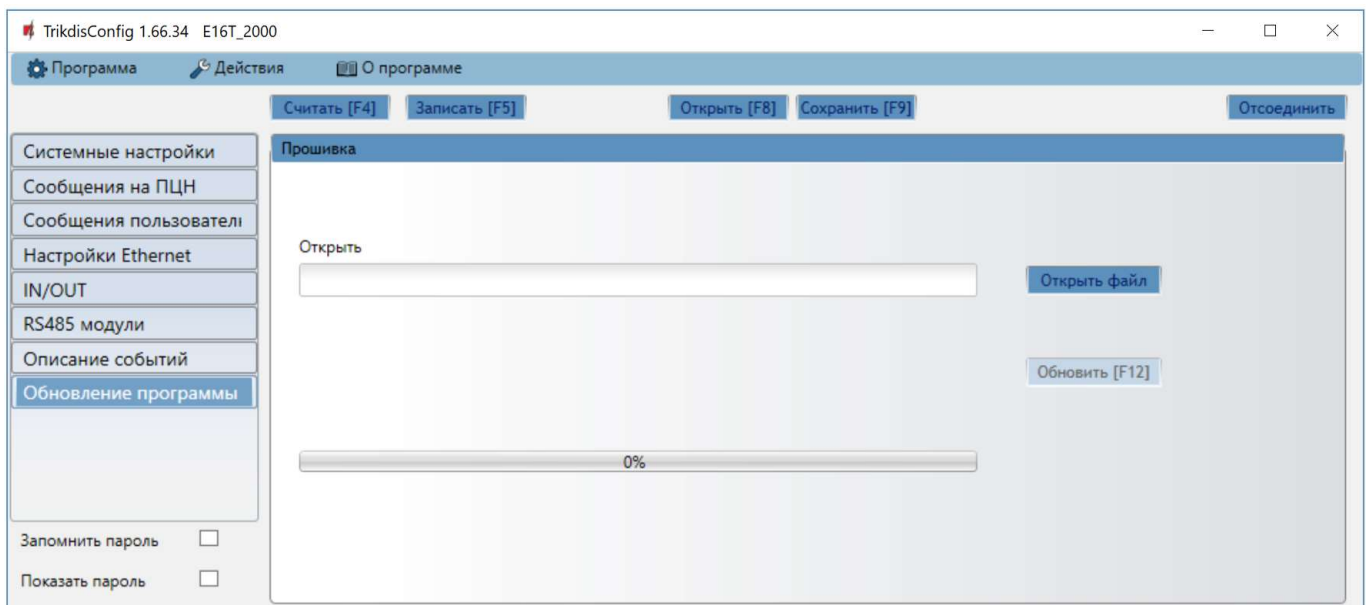 TrikdisConfig 1.66.34 E16T_2000
Программа Действия О программе
Считать [F4] Записать [F5] Открыть [F8] Сохранить [F9] Отсоединить
Системные настройки
Сообщения на ПЦН
Сообщения пользовател
Настройки Ethernet
IN/OUT
RS485 модули
Описание событий
Обновление программы
Запомнить пароль
Показать пароль
Прошивка
Открыть
Открыть файл
Обновить [F12]
0%